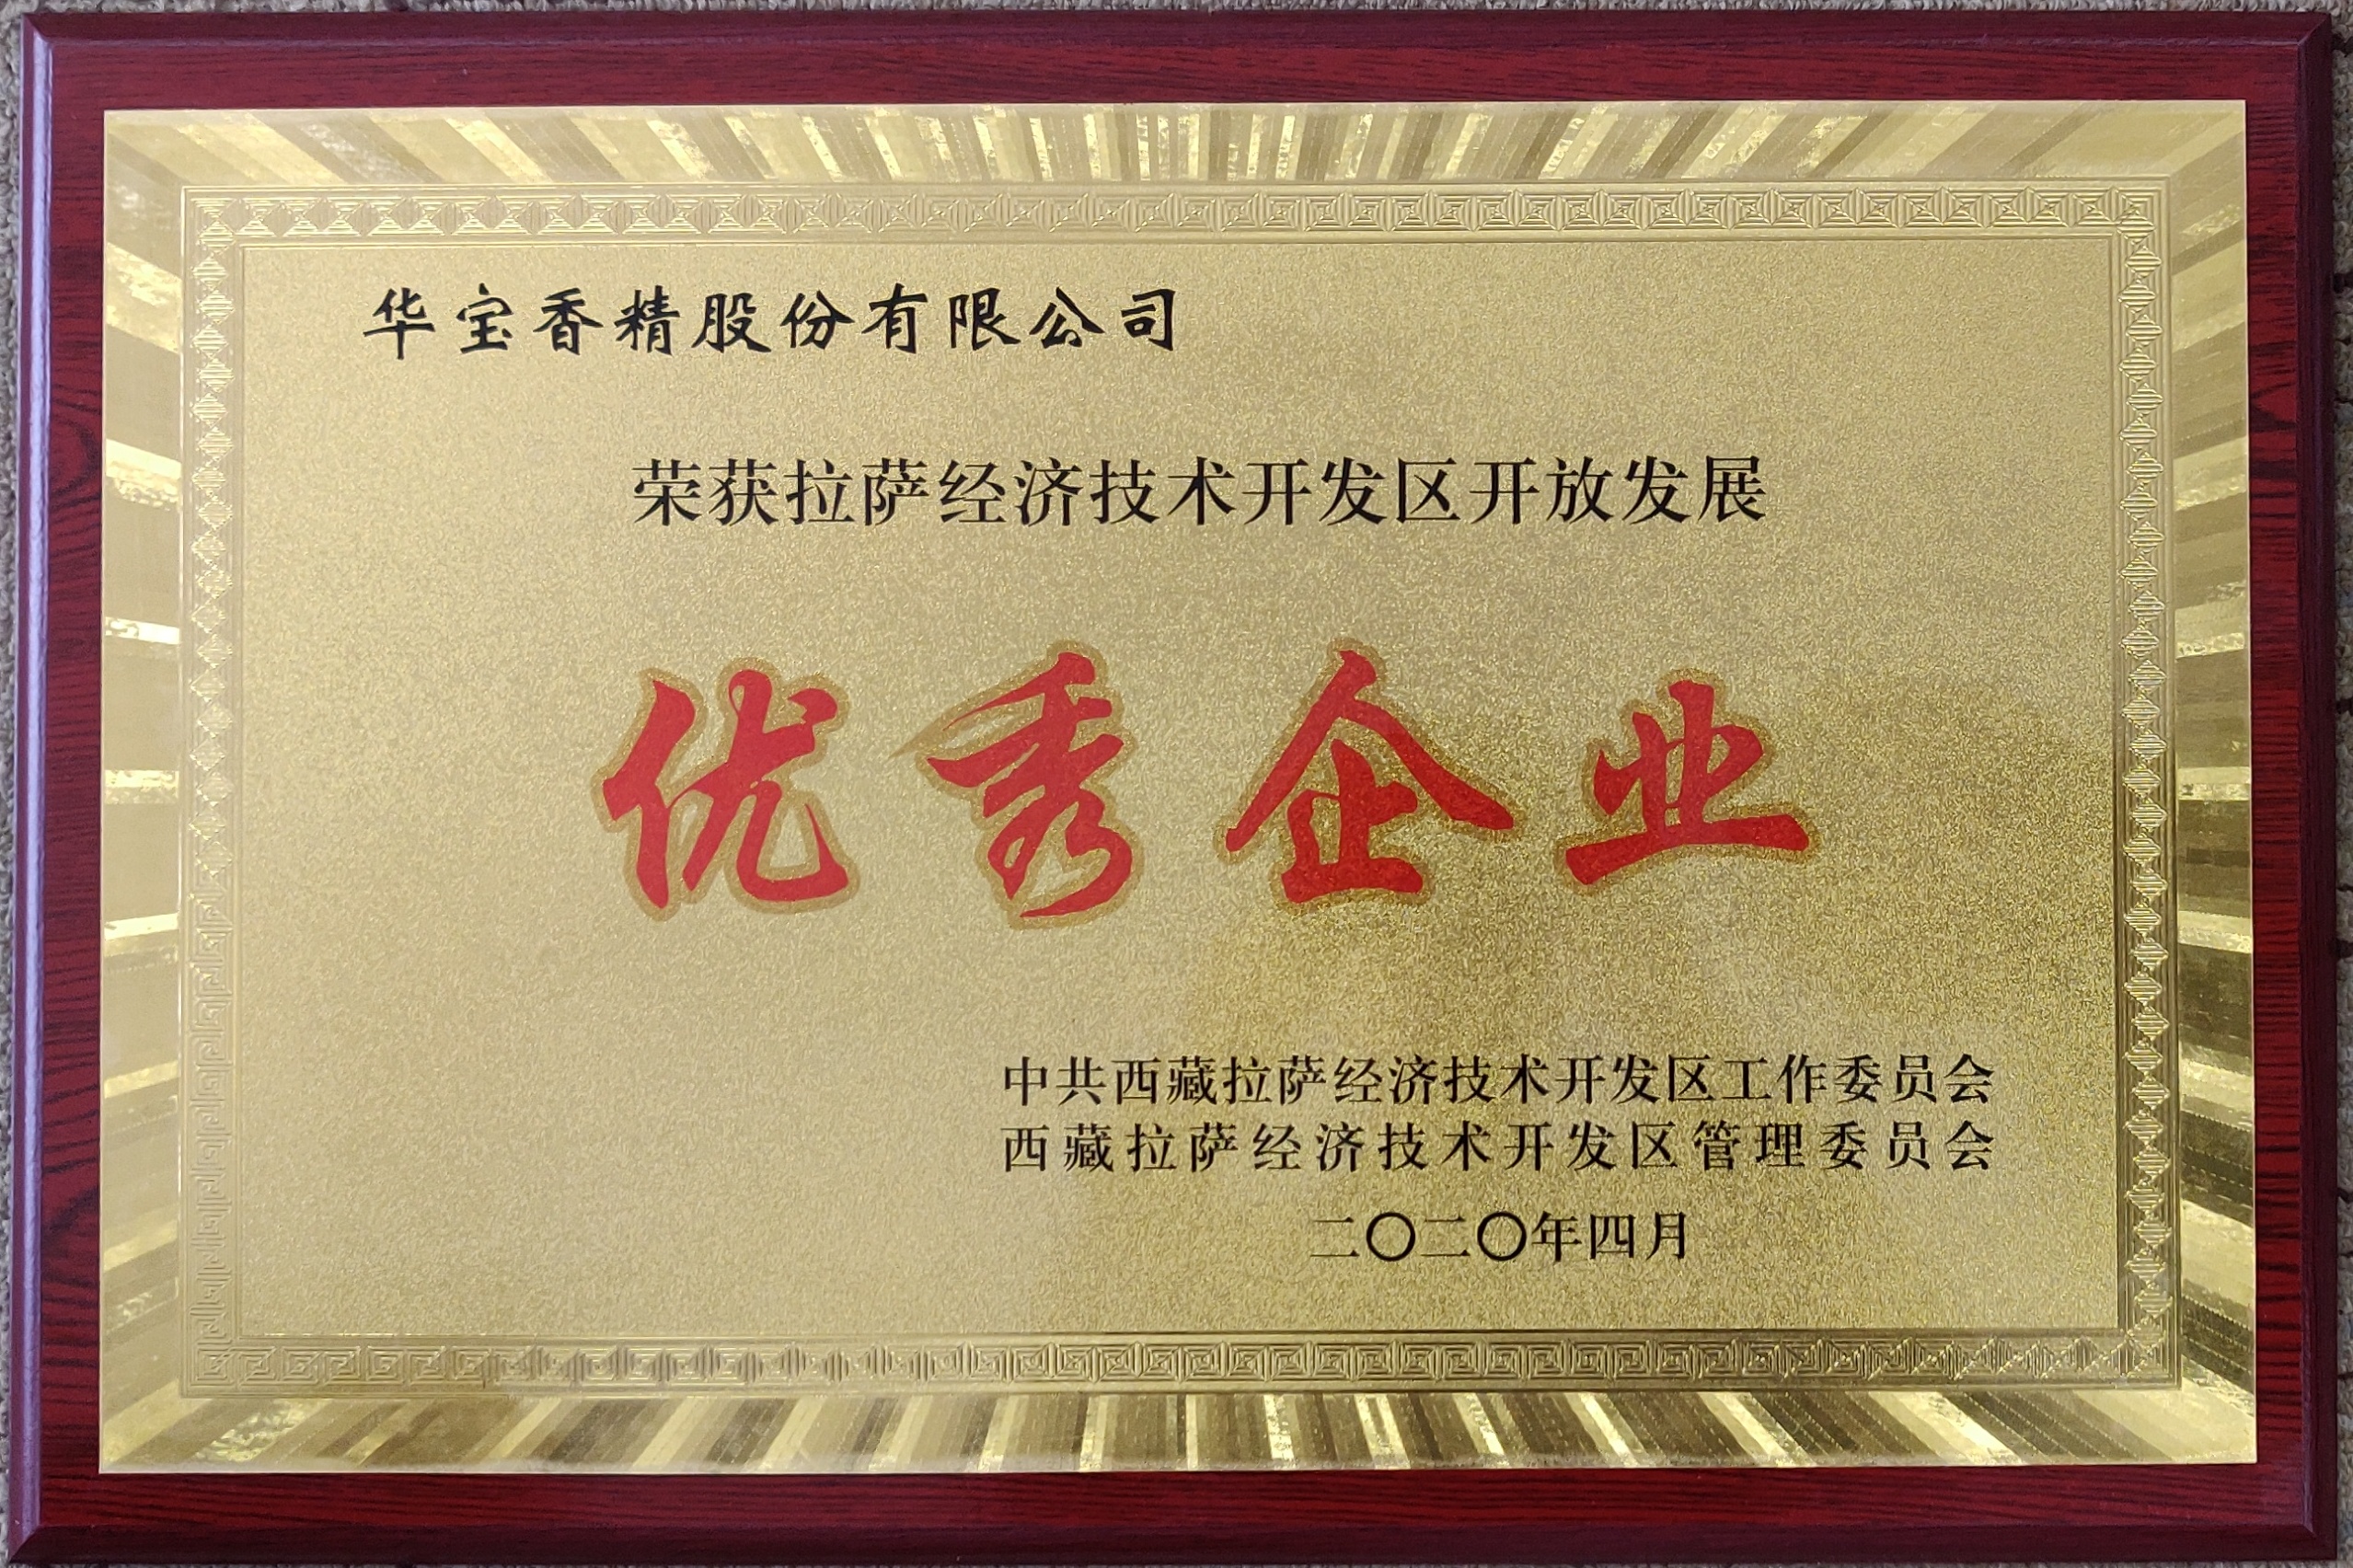 华宝香精股份有限公司
荣获拉萨经济技术开发区开放发展
优秀企业
中共西藏拉萨经济技术开发区工作委员会
西藏拉萨经济技术开发区管理委员会
二〇二〇年四月